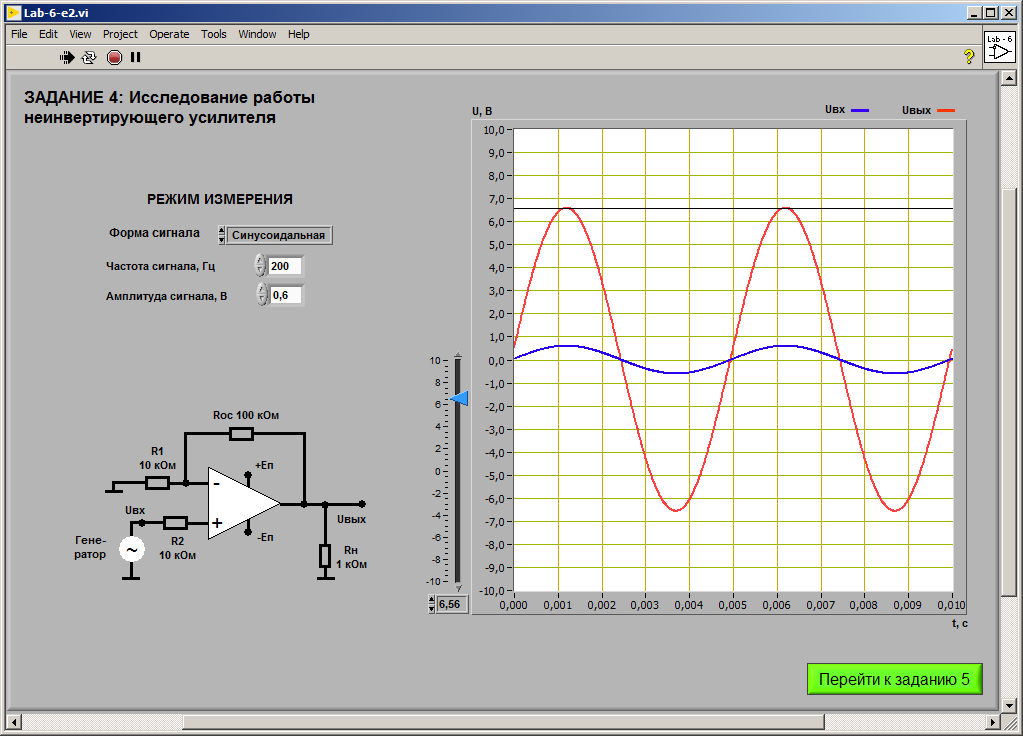 Lab-6-e2.vi
File Edit View Project Operate Tools Window Help
?
Lab - 6
ЗАДАНИЕ 4: Исследование работы
неинвертирующего усилителя
РЕЖИМ ИЗМЕРЕНИЯ
Форма сигнала Синусоидальная
Частота сигнала, Гц 200
Амплитуда сигнала, В 0,6
Rос 100 кОм
R1
10 кОм
+Еп
-
+
Uвх
Uвых
-Еп
Гене-
ратор
~
R2
10 кОм
Rн
1 кОм
10
8
6
4
2
0
-2
-4
-6
-8
-10
6,56
U, В
Uвх
Uвых
10,0
9,0
8,0
7,0
6,0
5,0
4,0
3,0
2,0
1,0
0,0
-1,0
-2,0
-3,0
-4,0
-5,0
-6,0
-7,0
-8,0
-9,0
-10,0
0,000 0,001 0,002 0,003 0,004 0,005 0,006 0,007 0,008 0,009 0,010
t, с
Перейти к заданию 5